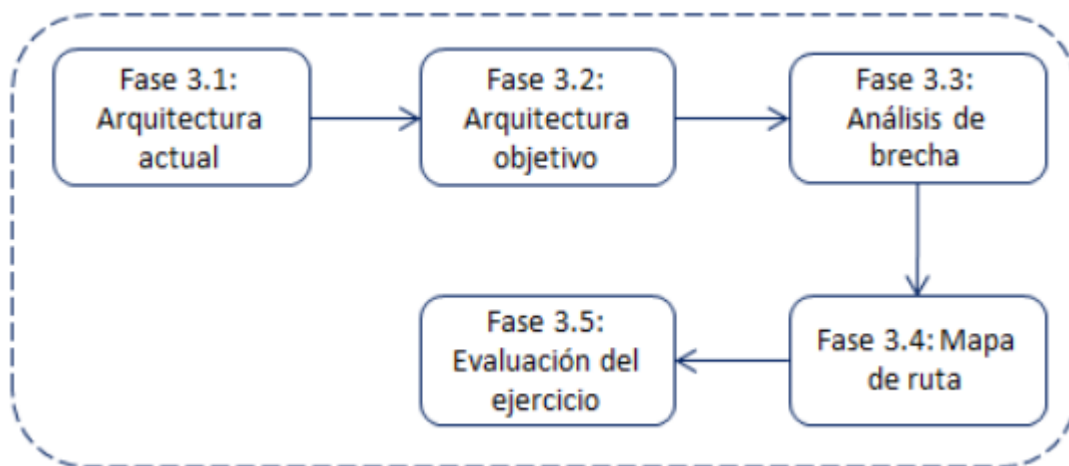 Fase 3.1:
Arquitectura
actual
Fase 3.2:
Arquitectura
objetivo
Fase 3.3:
Análisis de
brecha
Fase 3.4: Mapa
de ruta
Fase 3.5:
Evaluación del
ejercicio